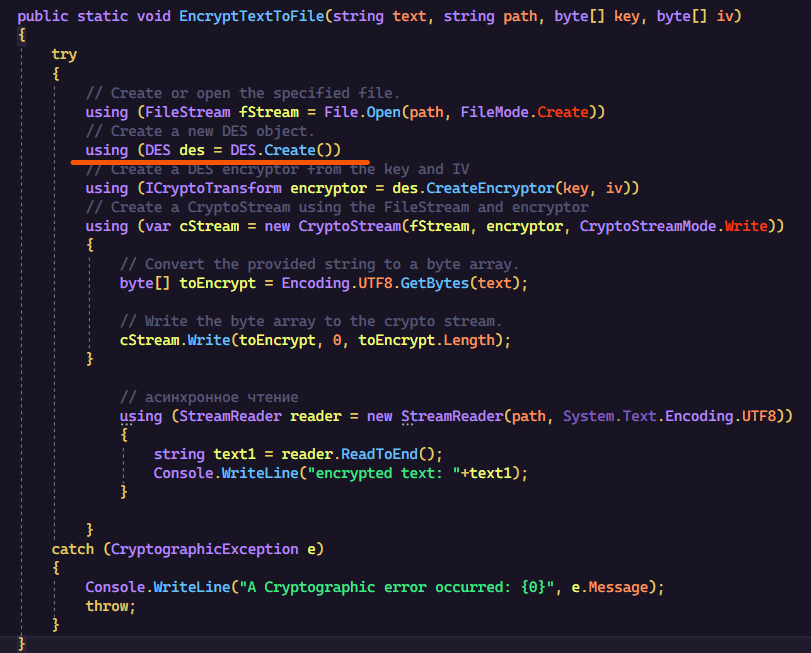 public static void EncryptTextToFile(string text, string path, byte[] key, byte[] iv)
{
try
{
// Create or open the specified file.
using (FileStream fStream = File.Open(path, FileMode.Create))
// Create a new DES object.
using (DES des = DES.Create())
// Create a DES encryptor from the key and IV
using (ICryptoTransform encryptor = des.CreateEncryptor(key, iv))
// Create a CryptoStream using the FileStream and encryptor
using (var cStream = new CryptoStream(fStream, encryptor, CryptoStreamMode.Write))
{
// Convert the provided string to a byte array.
byte[] toEncrypt = Encoding.UTF8.GetBytes(text);
// Write the byte array to the crypto stream.
cStream.Write(toEncrypt, 0, toEncrypt.Length);
}
// асинхронное чтение
using (StreamReader reader = new StreamReader(path, System.Text.Encoding.UTF8))
{
string text1 = reader.ReadToEnd();
Console.WriteLine("encrypted text: "+text1);
}
}
catch (CryptographicException e)
{
Console.WriteLine("A Cryptographic error occurred: {0}", e.Message);
throw;
}
}